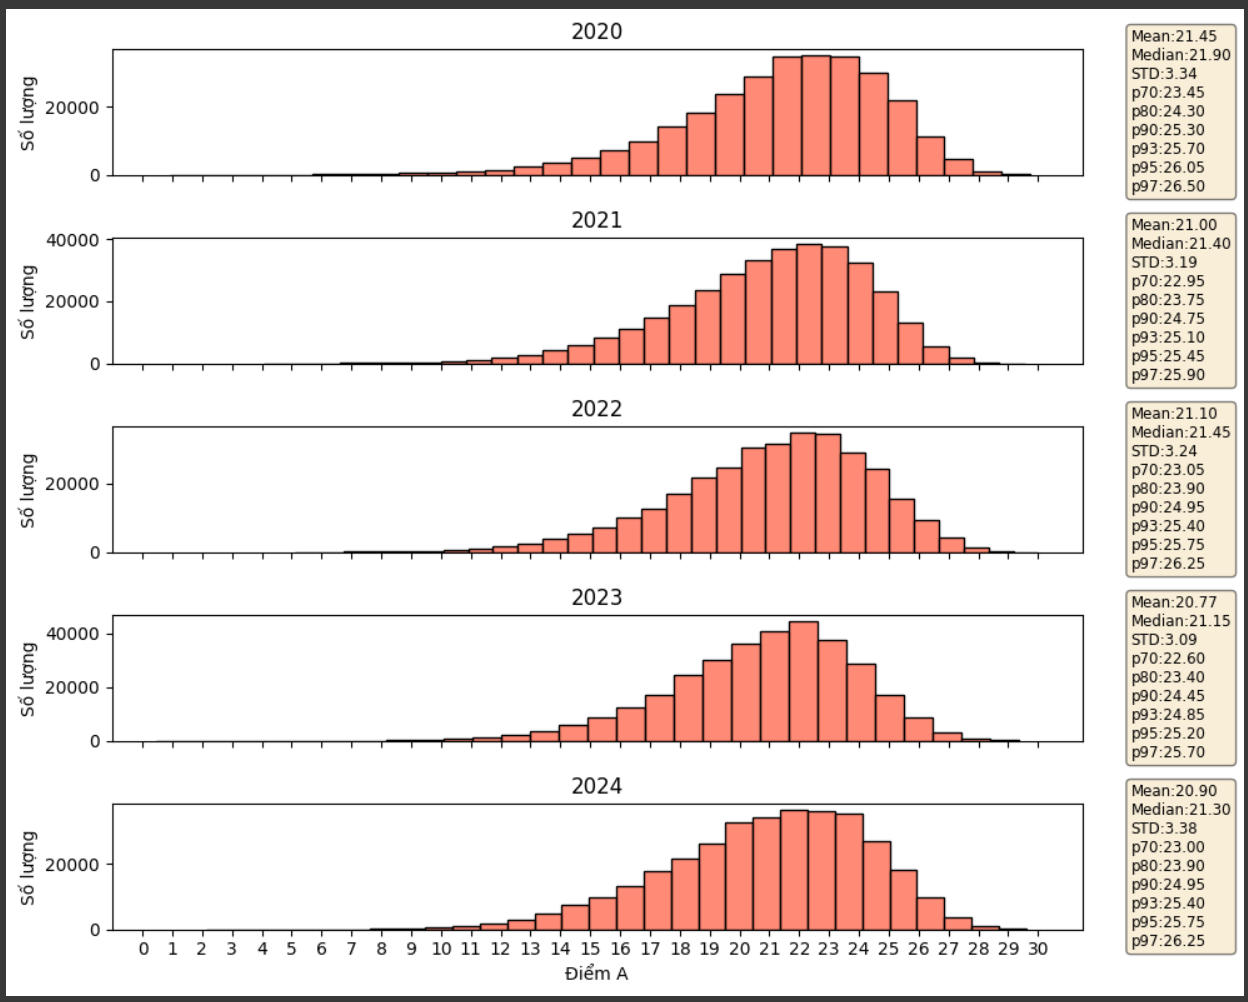 2020
Số lượng
20000
0
Mean:21.45
Median:21.90
STD:3.34
p70:23.45
p80:24.30
p90:25.30
p93:25.70
p95:26.05
p97:26.50
2021
Số lượng
40000
20000
0
Mean:21.00
Median:21.40
STD:3.19
p70:22.95
p80:23.75
p90:24.75
p93:25.10
p95:25.45
p97:25.90
2022
Số lượng
20000
0
Mean:21.10
Median:21.45
STD:3.24
p70:23.05
p80:23.90
p90:24.95
p93:25.40
p95:25.75
p97:26.25
2023
Số lượng
40000
20000
0
Mean:20.77
Median:21.15
STD:3.09
p70:22.60
p80:23.40
p90:24.45
p93:24.85
p95:25.20
p97:25.70
2024
Số lượng
20000
0
Mean:20.90
Median:21.30
STD:3.38
p70:23.00
p80:23.90
p90:24.95
p93:25.40
p95:25.75
p97:26.25
0 1 2 3 4 5 6 7 8 9 10 11 12 13 14 15 16 17 18 19 20 21 22 23 24 25 26 27 28 29 30
Điểm A